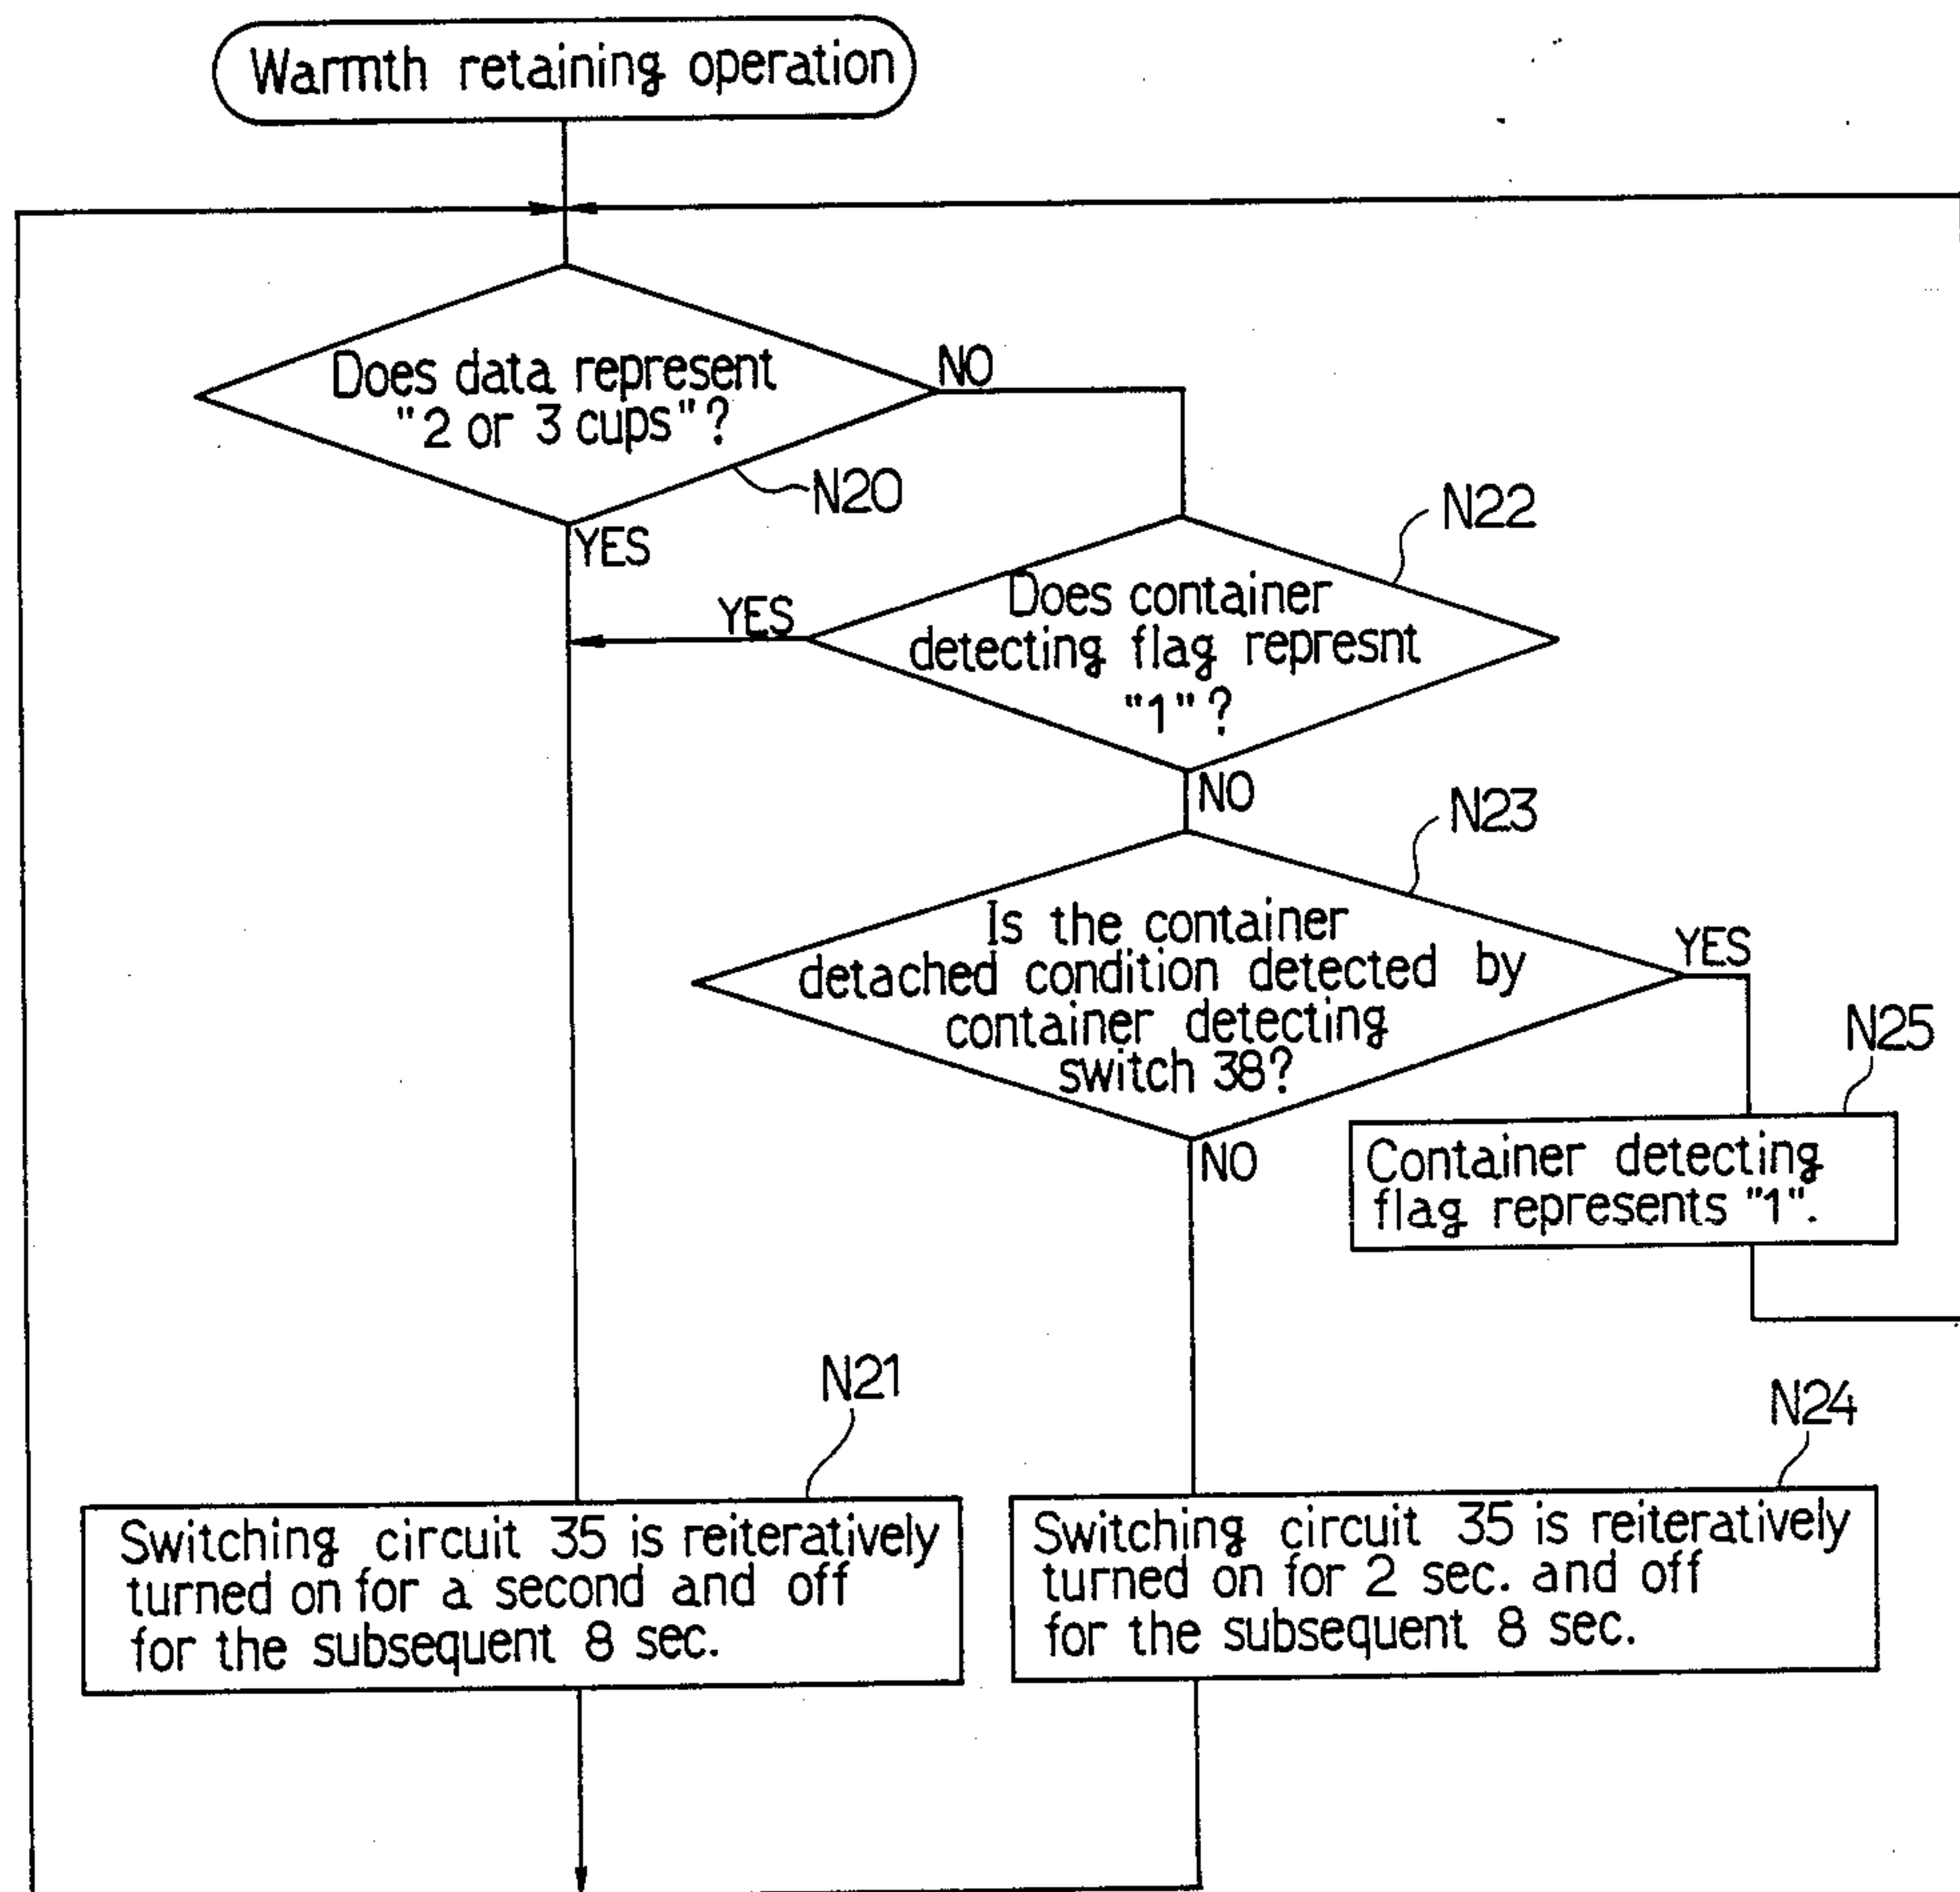 Warmth retaining operation
Does data represent
"2 or 3 cups"?
NO
N20
YES
N22
Does container
detecting flag represnt
"1"?
YES
NO
N23
Is the container
detached condition detected by
container detecting
switch 38?
YES
NO
N25
Container detecting
flag represents "1".
N21
Switching circuit 35 is reiteratively
turned on for a second and off
for the subsequent 8 sec.
N24
Switching circuit 35 is reiteratively
turned on for 2 sec. and off
for the subsequent 8 sec.